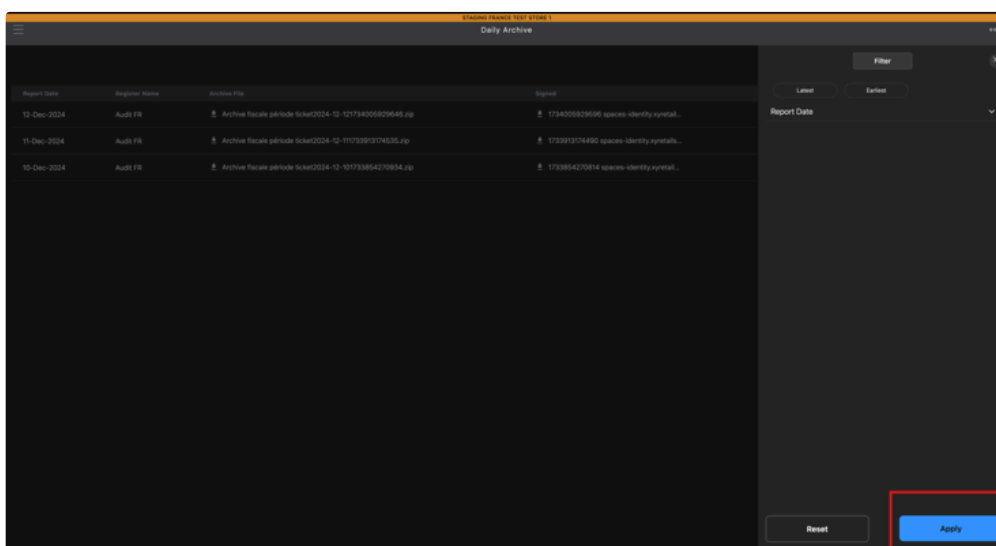 STAGING FRANCE TEST STORE 1
Daily Archive
Filter
Latest Earliest
Report Date
Report Date Register Name Archive File Signed
12-Dec-2024 Audit FR Archive fiscale période ticket2024-12-121734005929646.zip 1734005929596 spaces-identity.xyretail...
11-Dec-2024 Audit FR Archive fiscale période ticket2024-12-111733913174535.zip 1733913174490 spaces-identity.xyretails...
10-Dec-2024 Audit FR Archive fiscale période ticket2024-12-101733854270934.zip 1733854270814 spaces-identity.xyretail...
Reset Apply